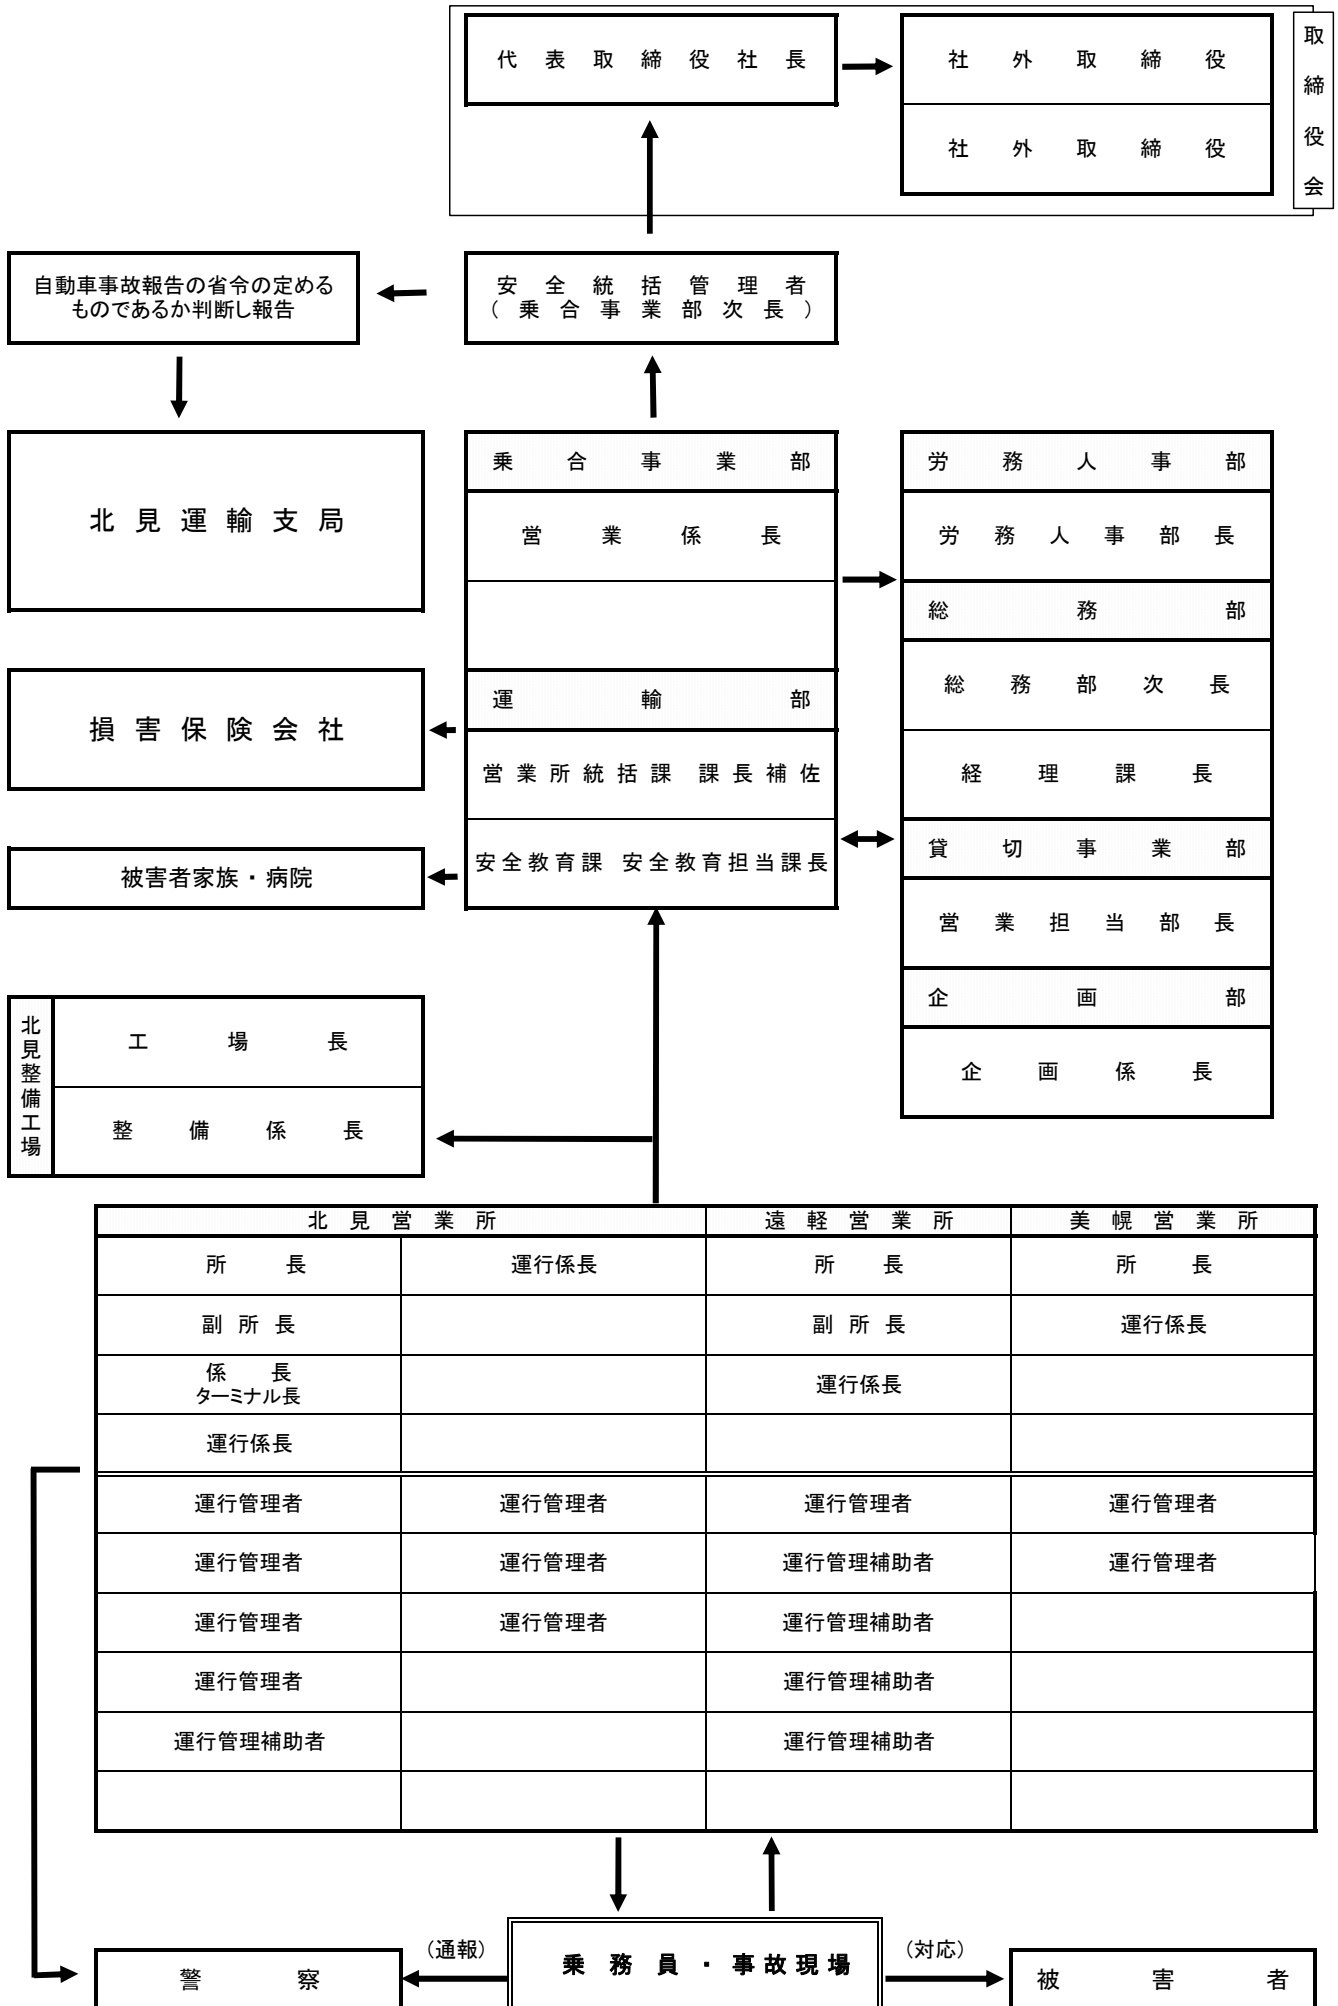 代表取締役社長
社外取締役
社外取締役
取締役会
自動車事故報告の省令の定める
ものであるか判断し報告
安全統括管理者
（乗合事業部次長）
北見運輸支局
乗合事業部
営業係長
運輸部
営業所統括課 課長補佐
安全教育課 安全教育担当課長
労務人事部
労務人事部長
総務部
総務部次長
経理課長
貸切事業部
営業担当部長
企画部
企画係長
損害保険会社
被害者家族・病院
北見整備工場
工場長
整備係長
北見営業所 遠軽営業所 美幌営業所
所長 運行係長 所長 所長
副所長 副所長 運行係長
係長
ターミナル長
運行係長
運行係長
運行管理者 運行管理者 運行管理者 運行管理者
運行管理者 運行管理者 運行管理補助者 運行管理者
運行管理者 運行管理者 運行管理補助者
運行管理者 運行管理補助者
運行管理補助者 運行管理補助者
（通報）
乗務員・事故現場
（対応）
警察
被害者